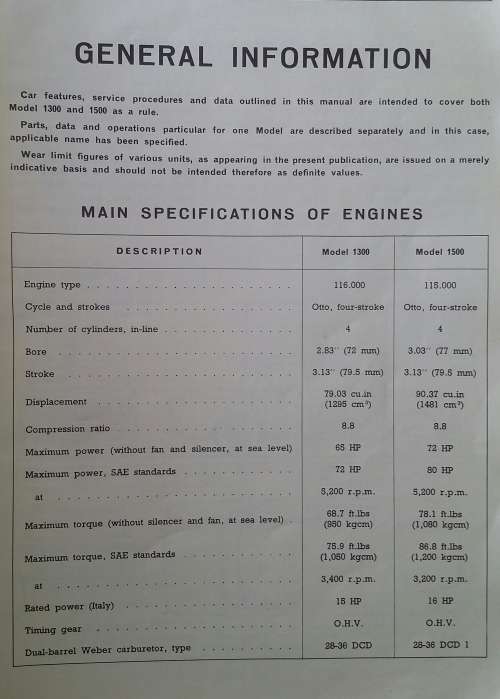 GENERAL INFORMATION
Car features, service procedures and data outlined in this manual are intended to cover both
Model 1300 and 1500 as a rule.
Parts, data and operations particular for one Model are described separately and in this case,
applicable name has been specified.
Wear limit figures of various units, as appearing in the present publication, are issued on a merely
indicative basis and should not be intended therefore as definite values.
MAIN SPECIFICATIONS OF ENGINES
DESCRIPTION Model 1300 Model 1500
Engine type 116.000 115.000
Cycle and strokes Otto, four-stroke Otto, four-stroke
Number of cylinders, in-line 4 4
Bore 2.83" (72 mm) 3.03" (77 mm)
Stroke 3.13" (79.5 mm) 3.13" (79.5 mm)
Displacement 79.03 cu.in (1295 cm³) 90.37 cu.in (1481 cm³)
Compression ratio 8.8 8.8
Maximum power (without fan and silencer, at sea level) 65 HP 72 HP
Maximum power, SAE standards 72 HP 80 HP
at 5,200 r.p.m. 5,200 r.p.m.
Maximum torque (without silencer and fan, at sea level) 68.7 ft.lbs (950 kgcm) 78.1 ft.lbs (1,080 kgcm)
Maximum torque, SAE standards 75.9 ft.lbs (1,050 kgcm) 86.8 ft.lbs (1,200 kgcm)
at 3,400 r.p.m. 3,200 r.p.m.
Rated power (Italy) 15 HP 16 HP
Timing gear O.H.V. O.H.V.
Dual-barrel Weber carburetor, type 28-36 DCD 28-36 DCD 1